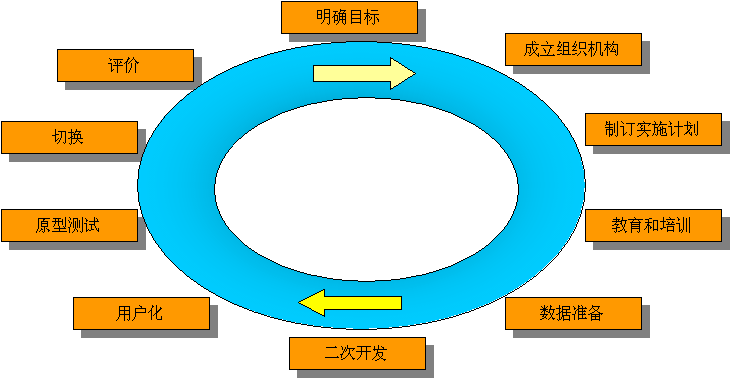 明确目标
成立组织机构
制订实施计划
教育和培训
数据准备
二次开发
用户化
原型测试
切换
评价